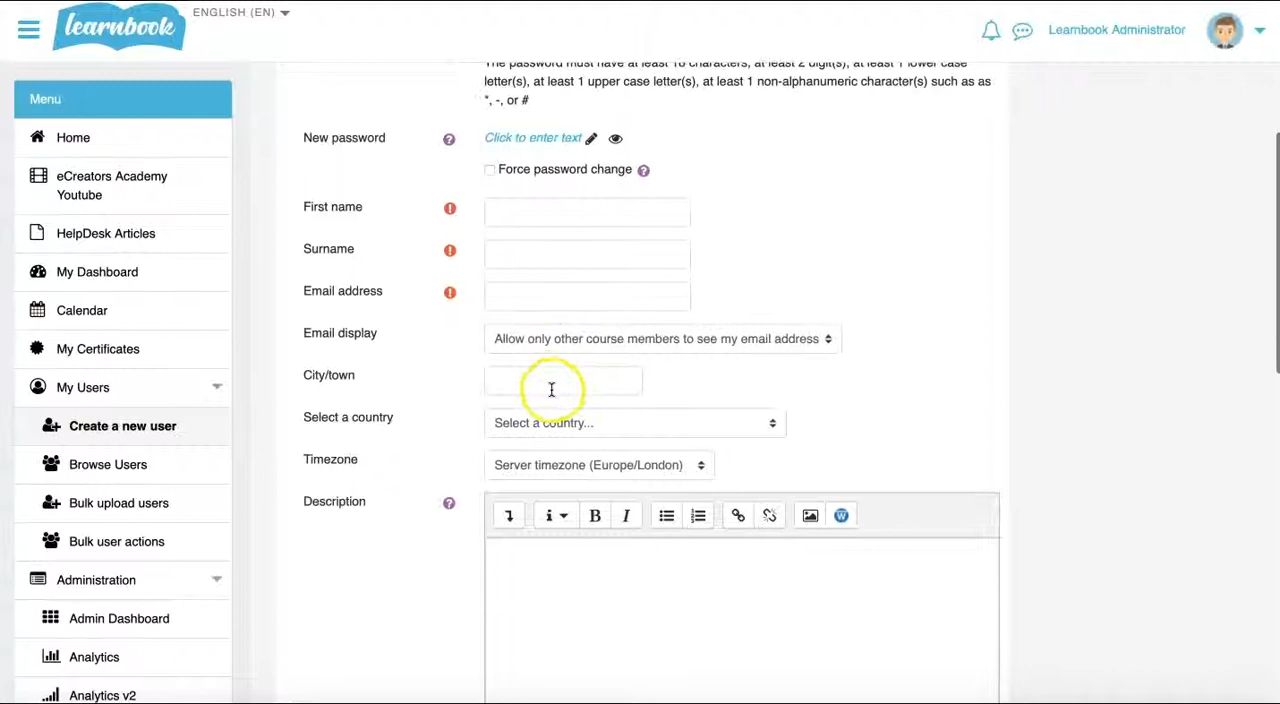 learnbook
ENGLISH (EN)
Learnbook Administrator
Menu
Home
eCreators Academy
Youtube
HelpDesk Articles
My Dashboard
Calendar
My Certificates
My Users
Create a new user
Browse Users
Bulk upload users
Bulk user actions
Administration
Admin Dashboard
Analytics
Analytics v2
The password must have at least 10 characters, at least 2 digit(s), at least 1 lower case
letter(s), at least 1 upper case letter(s), at least 1 non-alphanumeric character(s) such as as
*, -, or #
New password
Click to enter text
Force password change
First name
Surname
Email address
Email display
Allow only other course members to see my email address
City/town
Select a country
Select a country...
Timezone
Server timezone (Europe/London)
Description